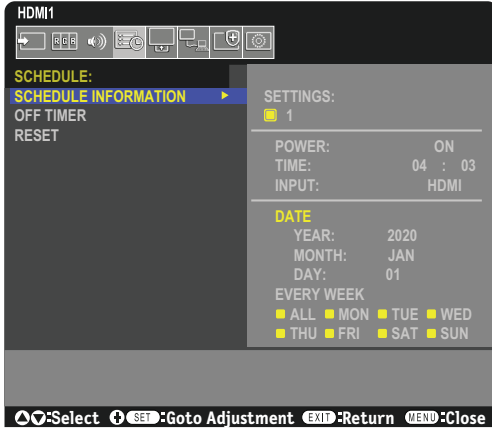 HDMI1
RGB
SCHEDULE:
SCHEDULE INFORMATION
OFF TIMER
RESET
SETTINGS:
1
POWER: ON
TIME: 04 : 03
INPUT: HDMI
DATE
YEAR: 2020
MONTH: JAN
DAY: 01
EVERY WEEK
ALL MON TUE WED
THU FRI SAT SUN
:Select SET :Goto Adjustment EXIT :Return MENU :Close